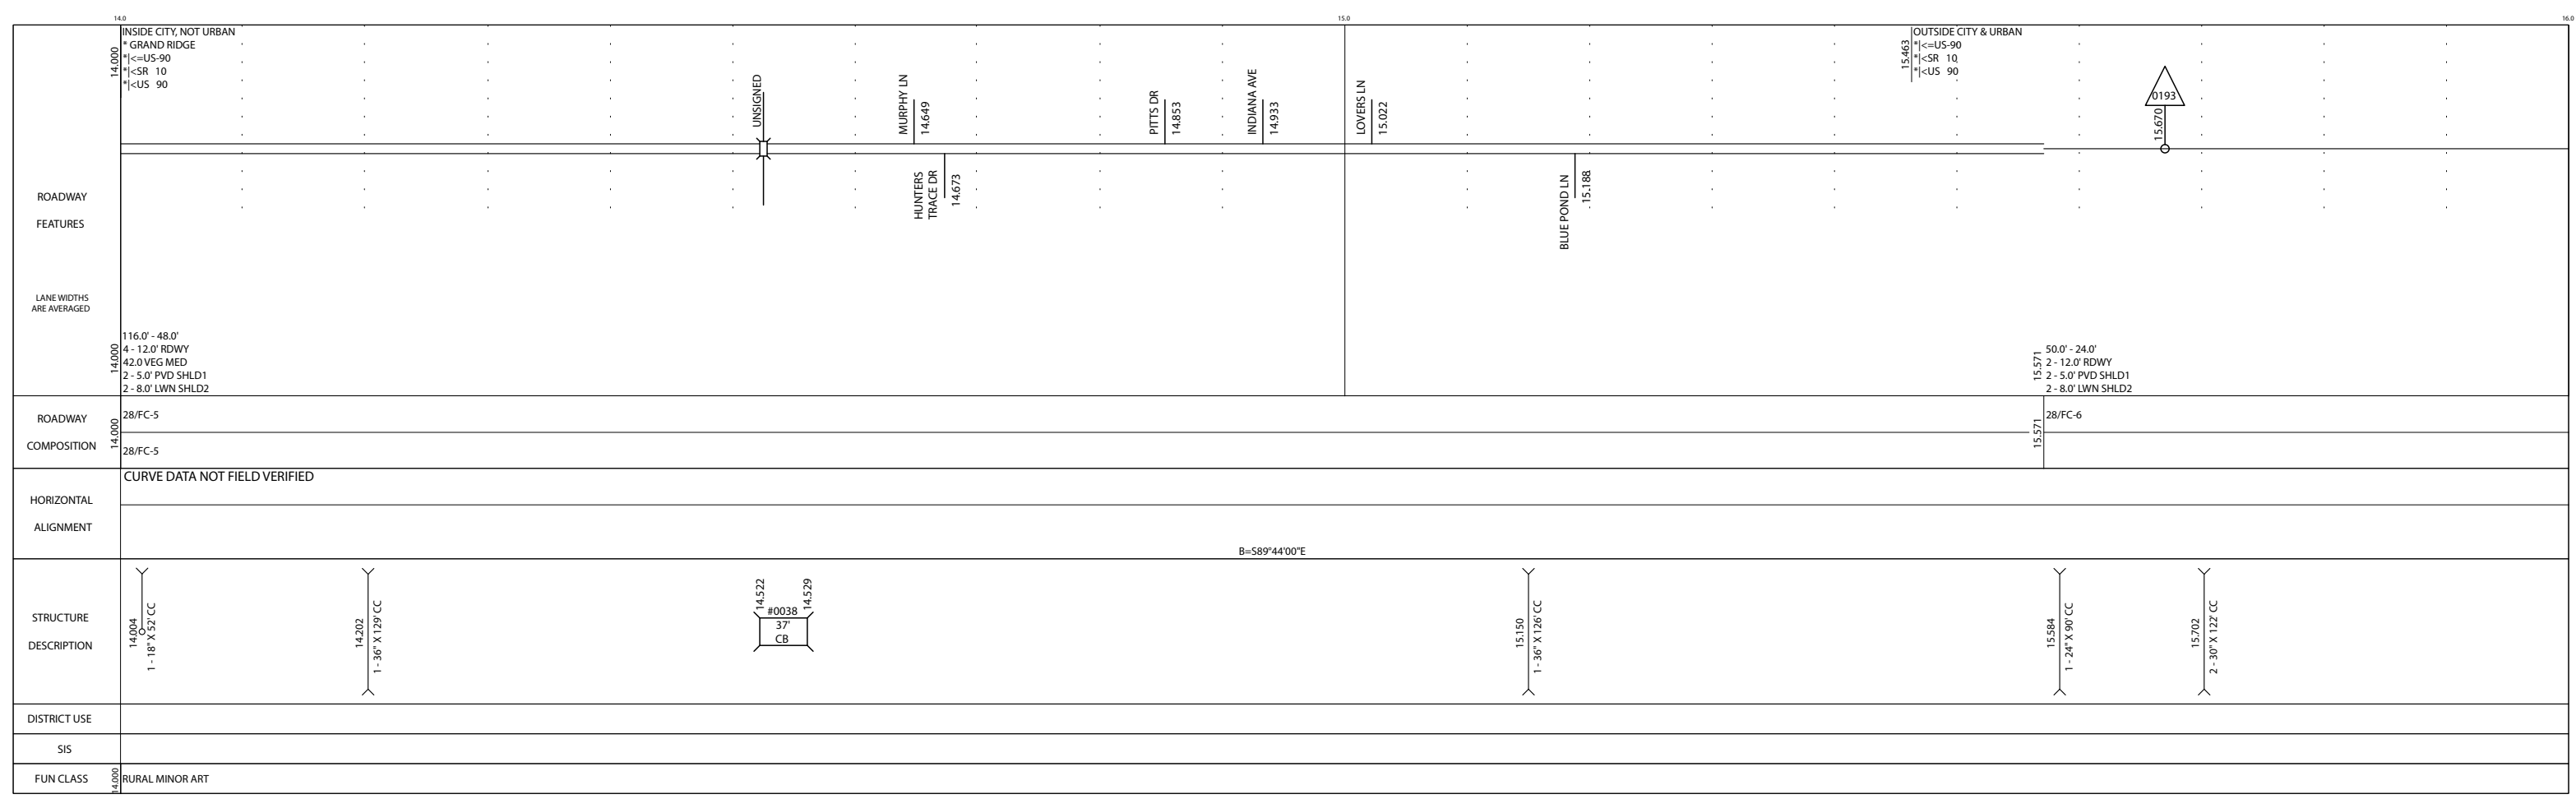 14.0
15.0
16.0
INSIDE CITY, NOT URBAN
* GRAND RIDGE
*|<=US-90
*|<SR 10
*|<US 90
14.000
OUTSIDE CITY & URBAN
*|<=US-90
*|<SR 10
*|<US 90
15.463
UNSIGNED
MURPHY LN
14.649
PITTS DR
14.853
INDIANA AVE
14.933
LOVERS LN
15.022
0193
15.670
HUNTERS
TRACE DR
14.673
BLUE POND LN
15.188
ROADWAY
FEATURES
LANE WIDTHS
ARE AVERAGED
14.000
116.0' - 48.0'
4 - 12.0' RDWY
42.0 VEG MED
2 - 5.0' PVD SHLD1
2 - 8.0' LWN SHLD2
15.571
50.0' - 24.0'
2 - 12.0' RDWY
2 - 5.0' PVD SHLD1
2 - 8.0' LWN SHLD2
ROADWAY
COMPOSITION
14.000
28/FC-5
28/FC-5
15.571
28/FC-6
HORIZONTAL
ALIGNMENT
CURVE DATA NOT FIELD VERIFIED
B=S89°44'00"E
STRUCTURE
DESCRIPTION
14.004
1 - 18" X 52' CC
14.202
1 - 36" X 129' CC
14.522
14.529
#0038
37'
CB
15.150
1 - 36" X 126' CC
15.584
1 - 24" X 90' CC
15.702
2 - 30" X 122' CC
DISTRICT USE
SIS
FUN CLASS
14.000
RURAL MINOR ART